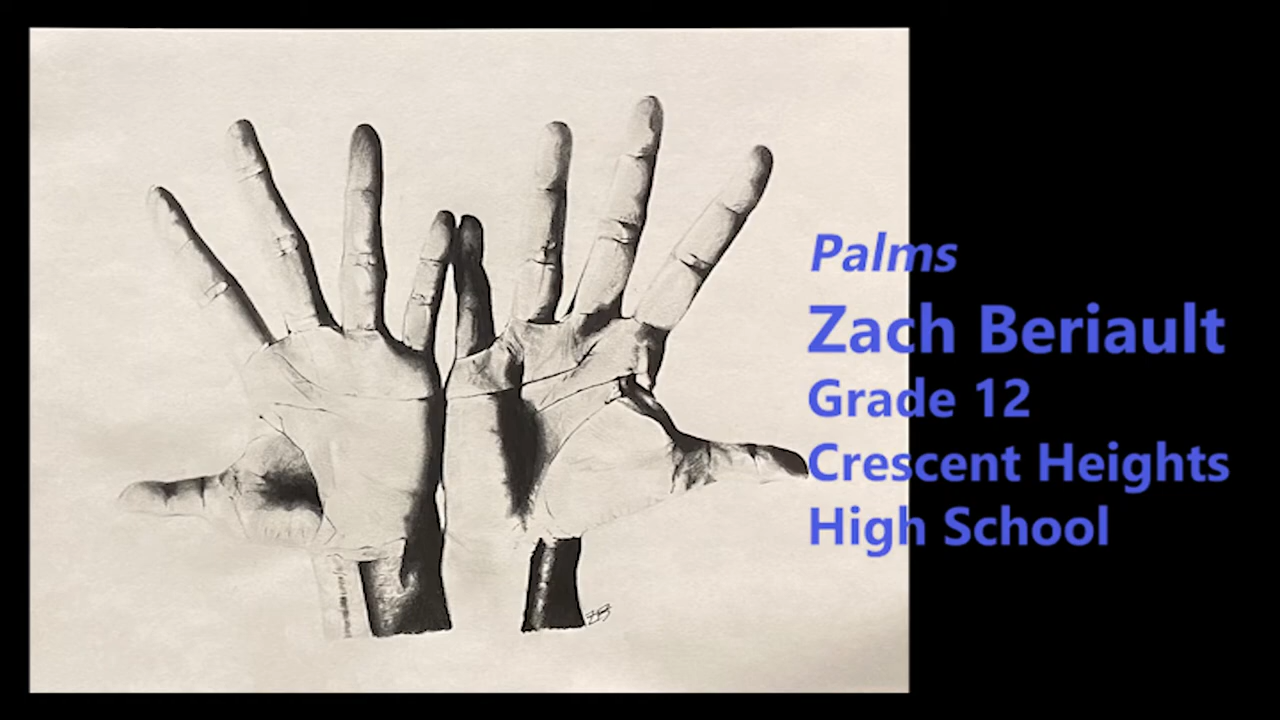 Palms
Zach Beriault
Grade 12
Crescent Heights
High School